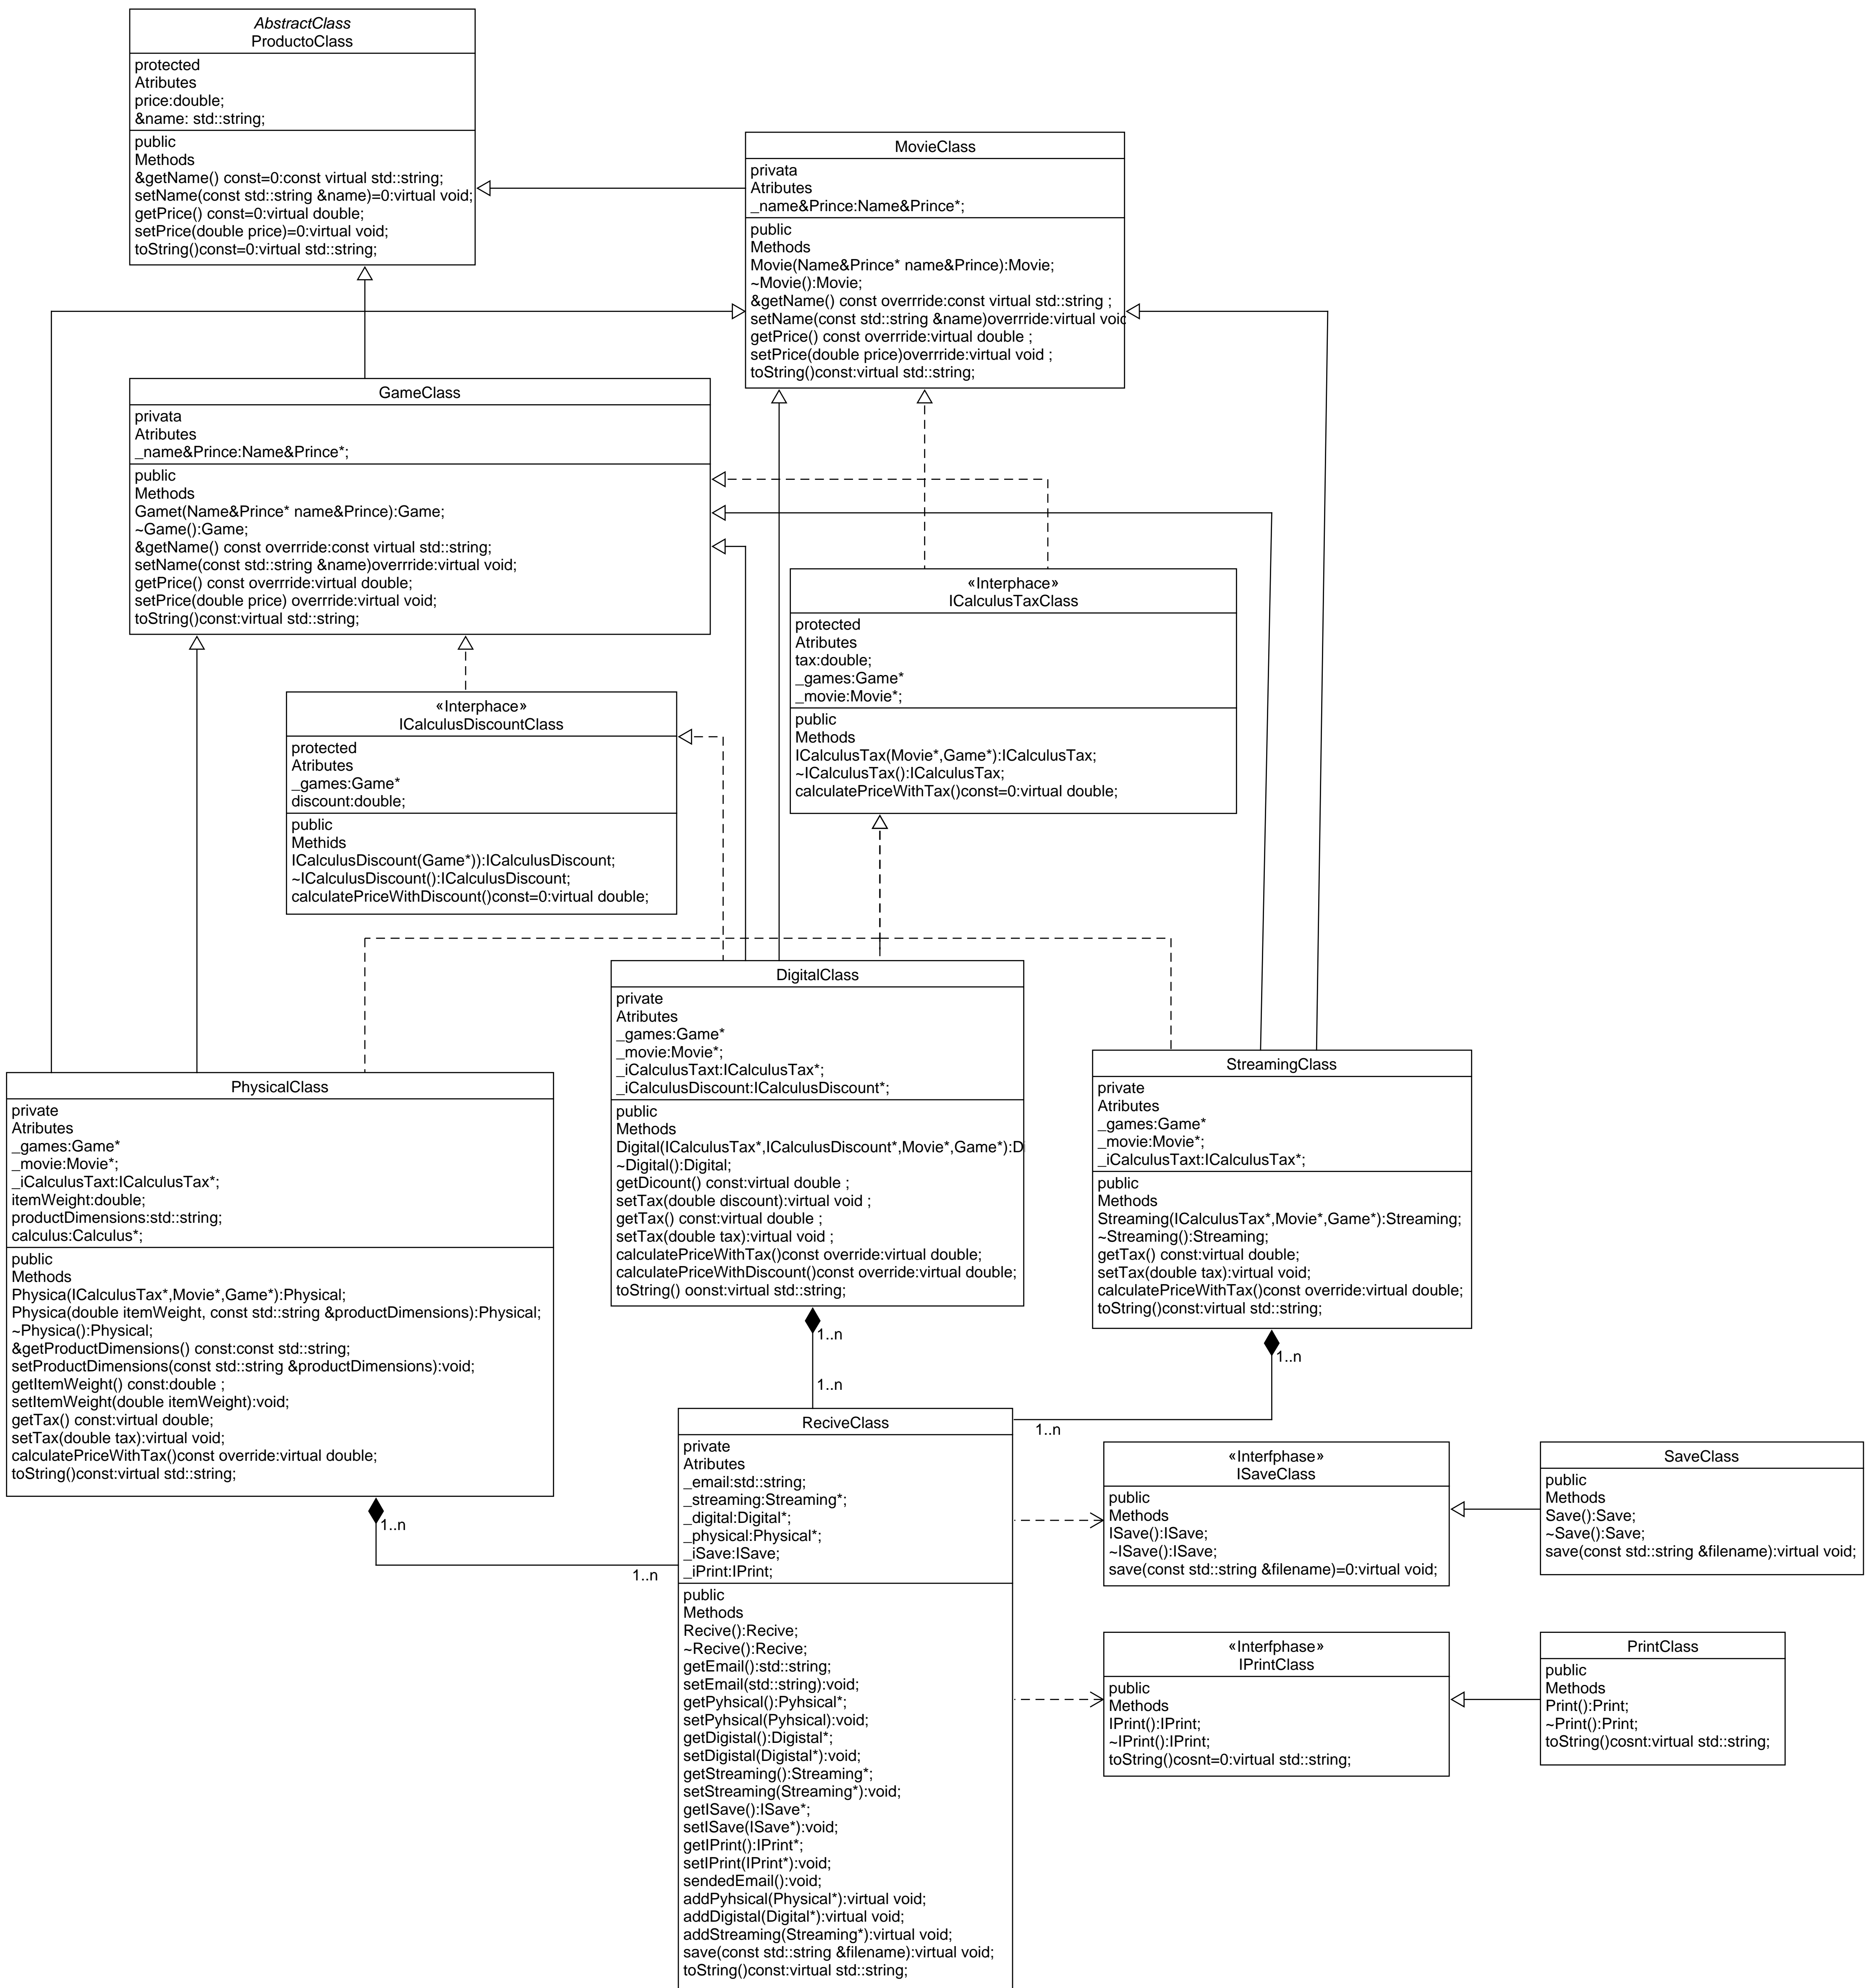 AbstractClass
ProductoClass
protected
Atributes
price:double;
&name: std::string;
public
Methods
&getName() const=0:const virtual std::string;
setName(const std::string &name)=0:virtual void;
getPrice() const=0:virtual double;
setPrice(double price)=0:virtual void;
toString()const=0:virtual std::string;
MovieClass
privata
Atributes
_name&Prince:Name&Prince*;
public
Methods
Movie(Name&Prince* name&Prince):Movie;
~Movie():Movie;
&getName() const overrride:const virtual std::string ;
setName(const std::string &name)overrride:virtual void
getPrice() const overrride:virtual double ;
setPrice(double price)overrride:virtual void ;
toString()const:virtual std::string;
GameClass
privata
Atributes
_name&Prince:Name&Prince*;
public
Methods
Gamet(Name&Prince* name&Prince):Game;
~Game():Game;
&getName() const overrride:const virtual std::string;
setName(const std::string &name)overrride:virtual void;
getPrice() const overrride:virtual double;
setPrice(double price) overrride:virtual void;
toString()const:virtual std::string;
«Interphace»
ICalculusTaxClass
protected
Atributes
tax:double;
_games:Game*
_movie:Movie*;
public
Methods
ICalculusTax(Movie*,Game*):ICalculusTax;
~ICalculusTax():ICalculusTax;
calculatePriceWithTax()const=0:virtual double;
«Interphace»
ICalculusDiscountClass
protected
Atributes
_games:Game*
discount:double;
public
Methids
ICalculusDiscount(Game*)):ICalculusDiscount;
~ICalculusDiscount():ICalculusDiscount;
calculatePriceWithDiscount()const=0:virtual double;
DigitalClass
private
Atributes
_games:Game*
_movie:Movie*;
_iCalculusTaxt:ICalculusTax*;
_iCalculusDiscount:ICalculusDiscount*;
public
Methods
Digital(ICalculusTax*,ICalculusDiscount*,Movie*,Game*):D
~Digital():Digital;
getDicount() const:virtual double ;
setTax(double discount):virtual void ;
getTax() const:virtual double ;
setTax(double tax):virtual void ;
calculatePriceWithTax()const override:virtual double;
calculatePriceWithDiscount()const override:virtual double;
toString() oonst:virtual std::string;
StreamingClass
private
Atributes
_games:Game*
_movie:Movie*;
_iCalculusTaxt:ICalculusTax*;
public
Methods
Streaming(ICalculusTax*,Movie*,Game*):Streaming;
~Streaming():Streaming;
getTax() const:virtual double;
setTax(double tax):virtual void;
calculatePriceWithTax()const override:virtual double;
toString()const:virtual std::string;
PhysicalClass
private
Atributes
_games:Game*
_movie:Movie*;
_iCalculusTaxt:ICalculusTax*;
itemWeight:double;
productDimensions:std::string;
calculus:Calculus*;
public
Methods
Physica(ICalculusTax*,Movie*,Game*):Physical;
Physica(double itemWeight, const std::string &productDimensions):Physical;
~Physica():Physical;
&getProductDimensions() const:const std::string;
setProductDimensions(const std::string &productDimensions):void;
getItemWeight() const:double ;
setItemWeight(double itemWeight):void;
getTax() const:virtual double;
setTax(double tax):virtual void;
calculatePriceWithTax()const override:virtual double;
toString()const:virtual std::string;
1..n
1..n
1..n
1..n
1..n
1..n
ReciveClass
private
Atributes
_email:std::string;
_streaming:Streaming*;
_digital:Digital*;
_physical:Physical*;
_iSave:ISave;
_iPrint:IPrint;
public
Methods
Recive():Recive;
~Recive():Recive;
getEmail():std::string;
setEmail(std::string):void;
getPyhsical():Pyhsical*;
setPyhsical(Pyhsical):void;
getDigistal():Digistal*;
setDigistal(Digistal*):void;
getStreaming():Streaming*;
setStreaming(Streaming*):void;
getISave():ISave*;
setISave(ISave*):void;
getIPrint():IPrint*;
setIPrint(IPrint*):void;
sendedEmail():void;
addPyhsical(Physical*):virtual void;
addDigistal(Digital*):virtual void;
addStreaming(Streaming*):virtual void;
save(const std::string &filename):virtual void;
toString()const:virtual std::string;
«Interfphase»
ISaveClass
public
Methods
ISave():ISave;
~ISave():ISave;
save(const std::string &filename)=0:virtual void;
SaveClass
public
Methods
Save():Save;
~Save():Save;
save(const std::string &filename):virtual void;
«Interfphase»
IPrintClass
public
Methods
IPrint():IPrint;
~IPrint():IPrint;
toString()cosnt=0:virtual std::string;
PrintClass
public
Methods
Print():Print;
~Print():Print;
toString()cosnt:virtual std::string;